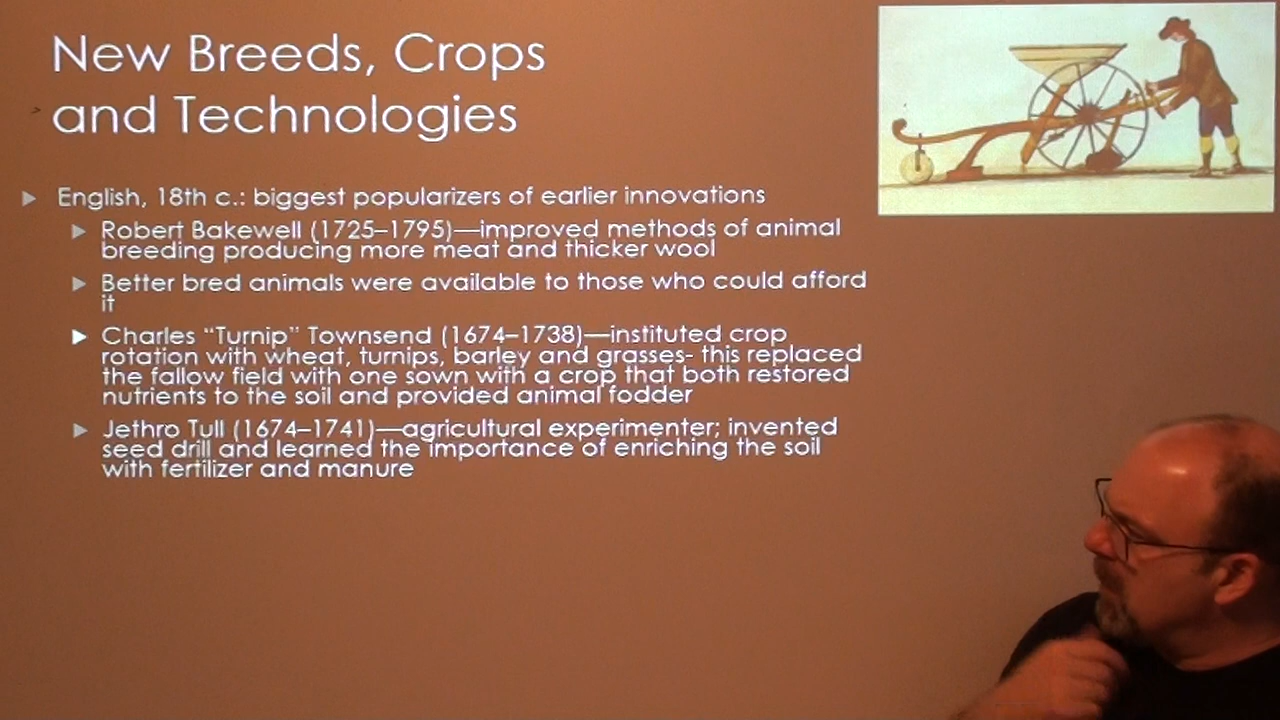 New Breeds, Crops
and Technologies
English, 18th c.: biggest popularizers of earlier innovations
Robert Bakewell (1725–1795)—improved methods of animal
breeding producing more meat and thicker wool
Better bred animals were available to those who could afford
it
Charles “Turnip” Townsend (1674–1738)—instituted crop
rotation with wheat, turnips, barley and grasses- this replaced
the fallow field with one sown with a crop that both restored
nutrients to the soil and provided animal fodder
Jethro Tull (1674–1741)—agricultural experimenter; invented
seed drill and learned the importance of enriching the soil
with fertilizer and manure